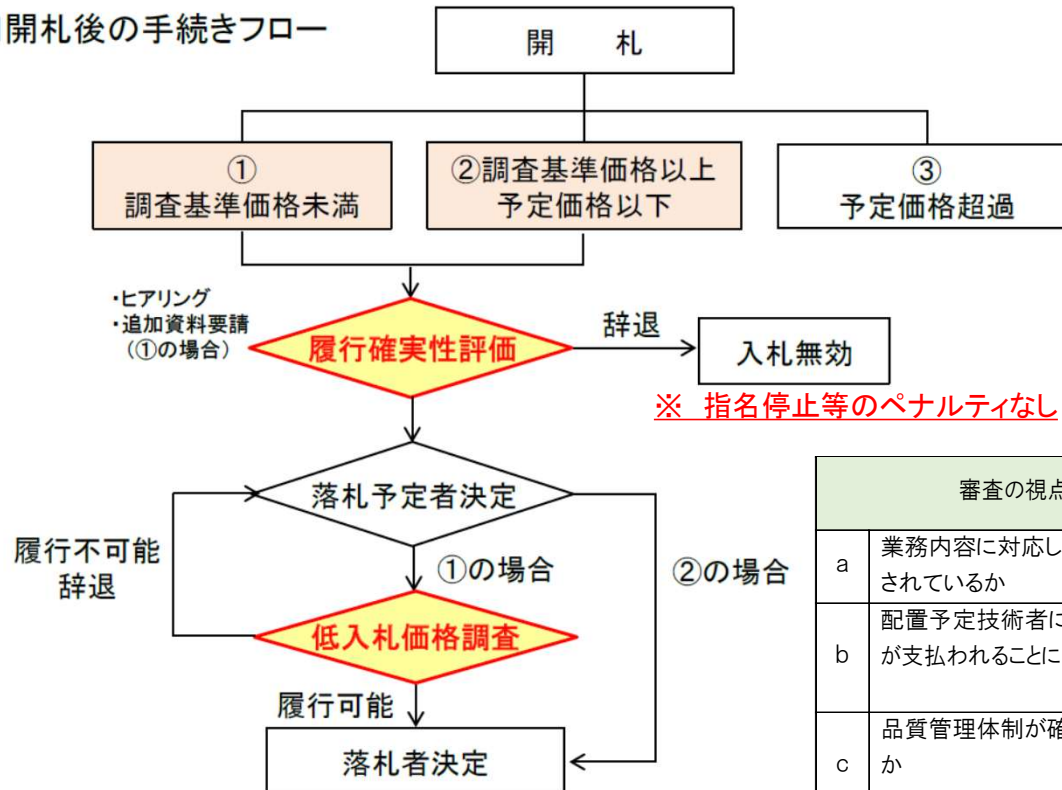 開札後の手続きフロー
開 札
①
調査基準価格未満
②調査基準価格以上
予定価格以下
③
予定価格超過
・ヒアリング
・追加資料要請
(①の場合)
履行確実性評価
辞退
入札無効
※ 指名停止等のペナルティなし
落札予定者決定
履行不可能
辞退
①の場合
②の場合
低入札価格調査
履行可能
落札者決定
審査の視点
a
業務内容に対応し
されているか
b
配置予定技術者に
が支払われることに
c
品質管理体制が確
か